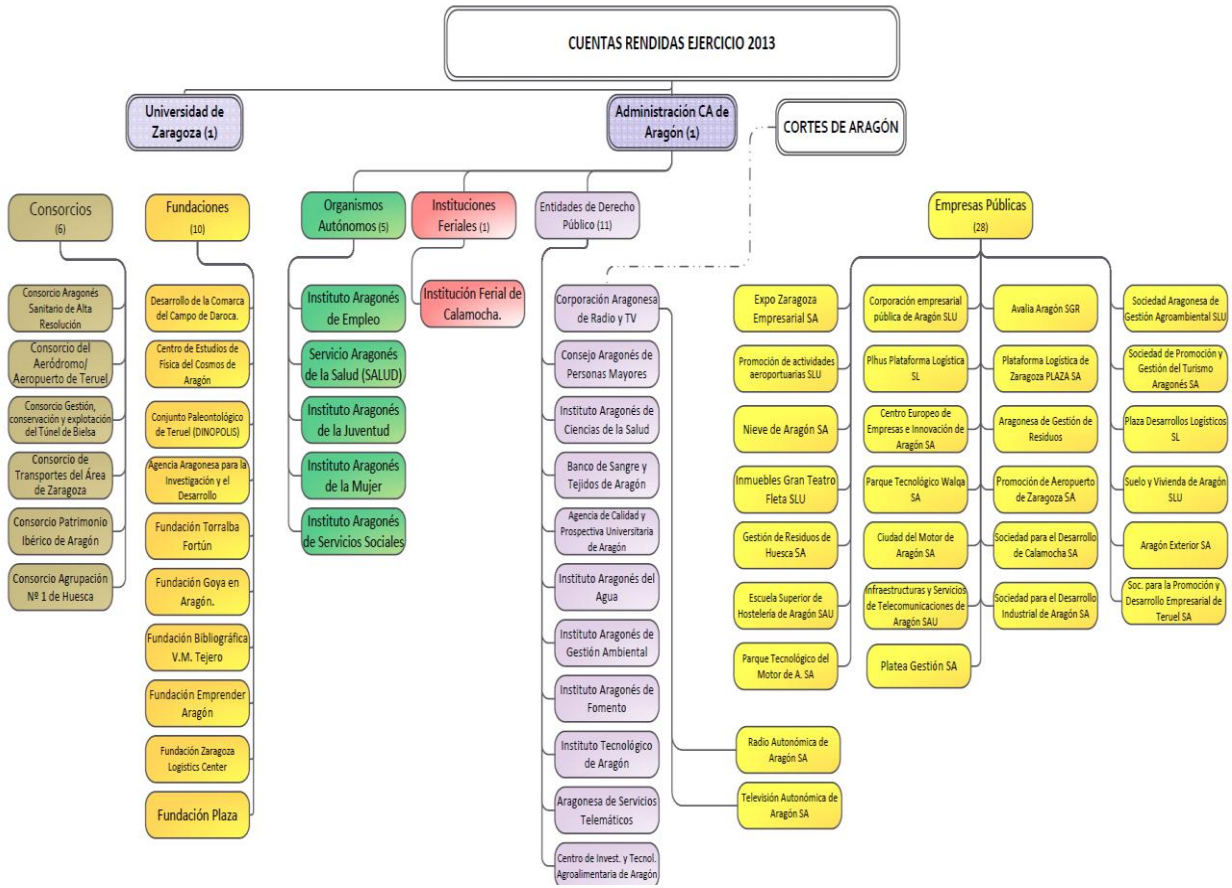 CUENTAS RENDIDAS EJERCICIO 2013
Universidad de
Zaragoza (1)
Administración CA de
Aragón (1)
CORTES DE ARAGÓN
Consorcios
(6)
Consorcio Aragonés
Sanitario de Alta
Resolución
Consorcio del
Aeródromo/
Aeropuerto de Teruel
Consorcio Gestión,
conservación y explotación
del Túnel de Bielsa
Consorcio de
Transportes del Área
de Zaragoza
Consorcio Patrimonio
Ibérico de Aragón
Consorcio Agrupación
Nº 1 de Huesca
Fundaciones
(10)
Desarrollo de la Comarca
del Campo de Daroca.
Centro de Estudios de
Física del Cosmos de
Aragón
Conjunto Paleontológico
de Teruel (DINOPOLIS)
Agencia Aragonesa para la
Investigación y el
Desarrollo
Fundación Torralba
Fortún
Fundación Goya en
Aragón.
Fundación Bibliográfica
V.M. Tejero
Fundación Emprender
Aragón
Fundación Zaragoza
Logistics Center
Fundación Plaza
Organismos
Autónomos (5)
Instituto Aragonés
de Empleo
Servicio Aragonés
de la Salud (SALUD)
Instituto Aragonés
de la Juventud
Instituto Aragonés
de la Mujer
Instituto Aragonés
de Servicios Sociales
Instituciones
Feriales (1)
Institución Ferial de
Calamocha.
Entidades de Derecho
Público (11)
Corporación Aragonesa
de Radio y TV
Consejo Aragonés de
Personas Mayores
Instituto Aragonés de
Ciencias de la Salud
Banco de Sangre y
Tejidos de Aragón
Agencia de Calidad y
Prospectiva Universitaria
de Aragón
Instituto Aragonés del
Agua
Instituto Aragonés de
Gestión Ambiental
Instituto Aragonés de
Fomento
Instituto Tecnológico
de Aragón
Aragonesa de Servicios
Telemáticos
Centro de Invest. y Tecnol.
Agroalimentaria de Aragón
Empresas Públicas
(28)
Expo Zaragoza
Empresarial SA
Promoción de actividades
aeroportuarias SLU
Nieve de Aragón SA
Inmuebles Gran Teatro
Fleta SLU
Gestión de Residuos de
Huesca SA
Escuela Superior de
Hostelería de Aragón SAU
Parque Tecnológico del
Motor de A. SA
Radio Autonómica de
Aragón SA
Televisión Autonómica de
Aragón SA
Corporación empresarial
pública de Aragón SLU
Plhus Plataforma Logística
SL
Centro Europeo de
Empresas e Innovación de
Aragón SA
Parque Tecnológico Walqa
SA
Ciudad del Motor de
Aragón SA
Infraestructuras y Servicios
de Telecomunicaciones de
Aragón SAU
Platea Gestión SA
Avalia Aragón SGR
Plataforma Logística de
Zaragoza PLAZA SA
Aragonesa de Gestión de
Residuos
Promoción de Aeropuerto
de Zaragoza SA
Sociedad para el Desarrollo
de Calamocha SA
Sociedad para el Desarrollo
Industrial de Aragón SA
Sociedad Aragonesa de
Gestión Agroambiental SLU
Sociedad de Promoción y
Gestión del Turismo
Aragonés SA
Plaza Desarrollos Logísticos
SL
Suelo y Vivienda de Aragón
SLU
Aragón Exterior SA
Soc. para la Promoción y
Desarrollo Empresarial de
Teruel SA